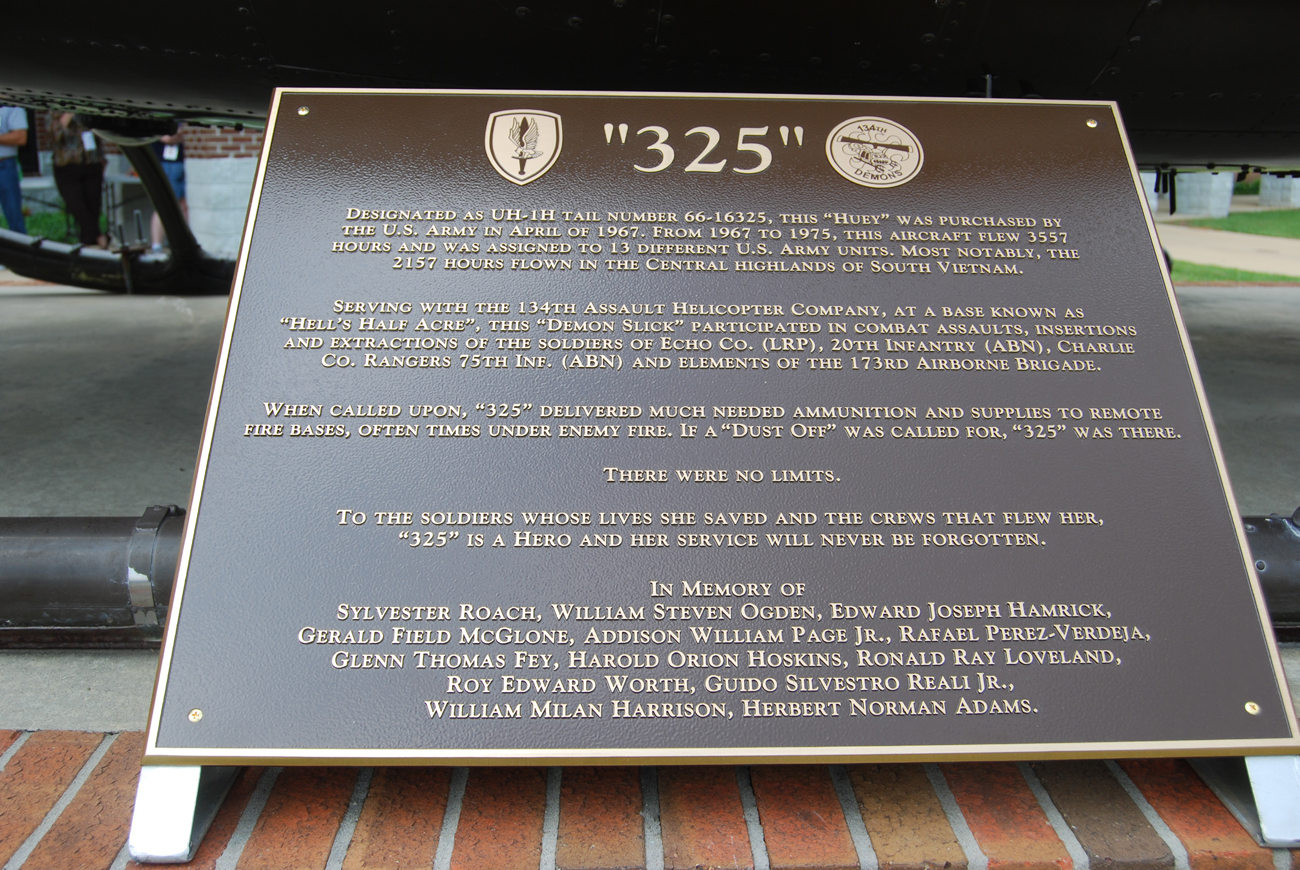 "325"
134TH
DEMONS
DESIGNATED AS UH-1H TAIL NUMBER 66-16325, THIS “HUEY” WAS PURCHASED BY
THE U.S. ARMY IN APRIL OF 1967. FROM 1967 TO 1975, THIS AIRCRAFT FLEW 3557
HOURS AND WAS ASSIGNED TO 13 DIFFERENT U.S. ARMY UNITS. MOST NOTABLY, THE
2157 HOURS FLOWN IN THE CENTRAL HIGHLANDS OF SOUTH VIETNAM.
SERVING WITH THE 134TH ASSAULT HELICOPTER COMPANY, AT A BASE KNOWN AS
“HELL'S HALF ACRE”, THIS “DEMON SLICK” PARTICIPATED IN COMBAT ASSAULTS, INSERTIONS
AND EXTRACTIONS OF THE SOLDIERS OF ECHO CO. (LRP), 20TH INFANTRY (ABN), CHARLIE
CO. RANGERS 75TH INF. (ABN) AND ELEMENTS OF THE 173RD AIRBORNE BRIGADE.
WHEN CALLED UPON, “325” DELIVERED MUCH NEEDED AMMUNITION AND SUPPLIES TO REMOTE
FIRE BASES, OFTEN TIMES UNDER ENEMY FIRE. IF A “DUST OFF” WAS CALLED FOR, “325” WAS THERE.
THERE WERE NO LIMITS.
TO THE SOLDIERS WHOSE LIVES SHE SAVED AND THE CREWS THAT FLEW HER,
“325” IS A HERO AND HER SERVICE WILL NEVER BE FORGOTTEN.
IN MEMORY OF
SYLVESTER ROACH, WILLIAM STEVEN OGDEN, EDWARD JOSEPH HAMRICK,
GERALD FIELD MCGLONE, ADDISON WILLIAM PAGE JR., RAFAEL PEREZ-VERDEJA,
GLENN THOMAS FEY, HAROLD ORION HOSKINS, RONALD RAY LOVELAND,
ROY EDWARD WORTH, GUIDO SILVESTRO REALI JR.,
WILLIAM MILAN HARRISON, HERBERT NORMAN ADAMS.